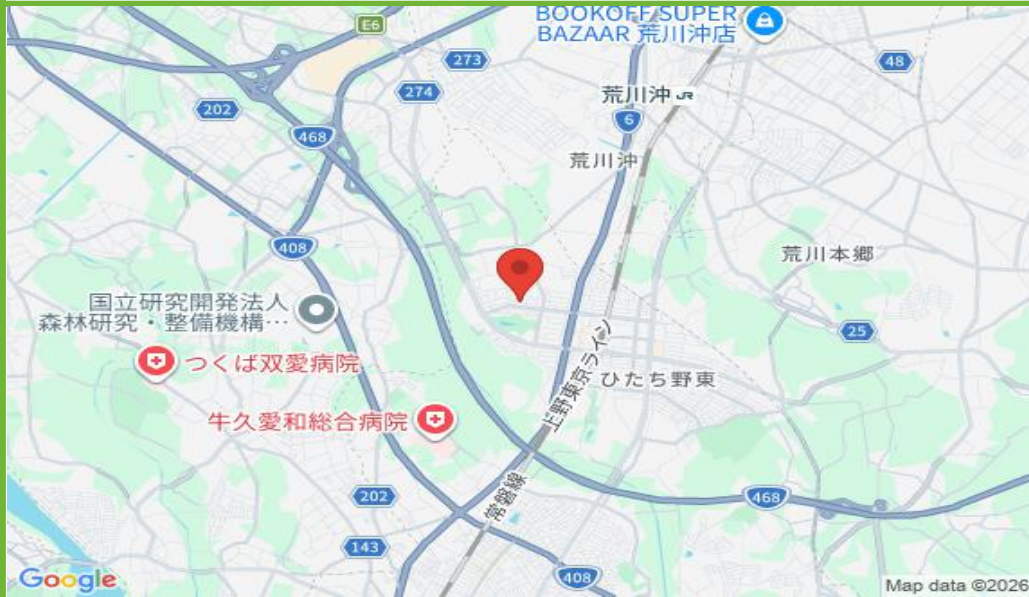 BOOKOFF SUPER
BAZAAR 荒川沖店
E6
273
48
274
荒川沖 JR
202
6
468
荒川沖
408
荒川本郷
国立研究開発法人
森林研究・整備機構…
25
つくば双愛病院
上野東京ライン
ひたち野東
牛久愛和総合病院
202
468
常磐線
143
408
Google
Map data ©2026